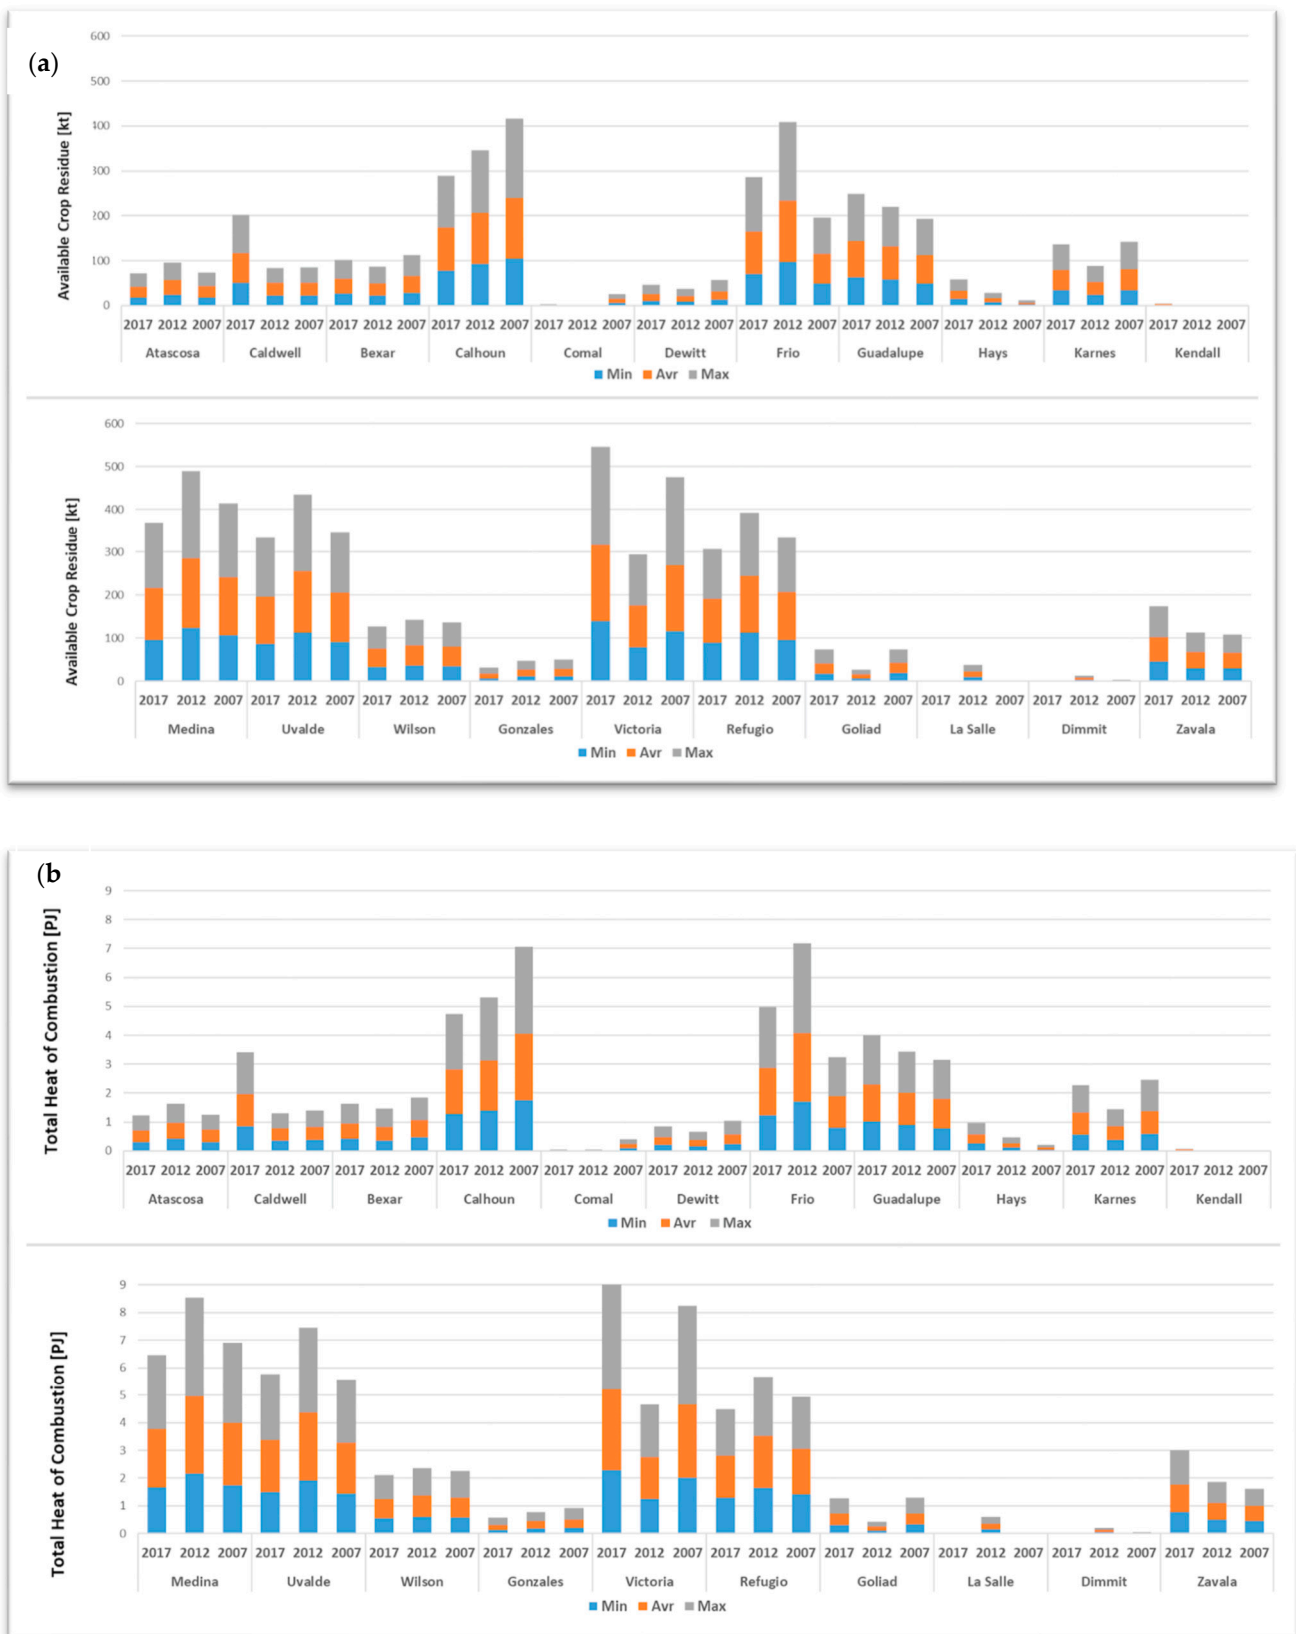 (a)
Available Crop Residue [kt]
600
500
400
300
200
100
0
2017 2012 2007 2017 2012 2007 2017 2012 2007 2017 2012 2007 2017 2012 2007 2017 2012 2007 2017 2012 2007 2017 2012 2007 2017 2012 2007 2017 2012 2007 2017 2012 2007
Atascosa Caldwell Bexar Calhoun Comal Dewitt Frio Guadalupe Hays Karnes Kendall
Min Avr Max
Available Crop Residue [kt]
600
500
400
300
200
100
0
2017 2012 2007 2017 2012 2007 2017 2012 2007 2017 2012 2007 2017 2012 2007 2017 2012 2007 2017 2012 2007 2017 2012 2007 2017 2012 2007 2017 2012 2007
Medina Uvalde Wilson Gonzales Victoria Refugio Goliad La Salle Dimmit Zavala
Min Avr Max
(b
Total Heat of Combustion [PJ]
9
8
7
6
5
4
3
2
1
0
2017 2012 2007 2017 2012 2007 2017 2012 2007 2017 2012 2007 2017 2012 2007 2017 2012 2007 2017 2012 2007 2017 2012 2007 2017 2012 2007 2017 2012 2007 2017 2012 2007
Atascosa Caldwell Bexar Calhoun Comal Dewitt Frio Guadalupe Hays Karnes Kendall
Min Avr Max
Total Heat of Combustion [PJ]
9
8
7
6
5
4
3
2
1
0
2017 2012 2007 2017 2012 2007 2017 2012 2007 2017 2012 2007 2017 2012 2007 2017 2012 2007 2017 2012 2007 2017 2012 2007 2017 2012 2007 2017 2012 2007
Medina Uvalde Wilson Gonzales Victoria Refugio Goliad La Salle Dimmit Zavala
Min Avr Max